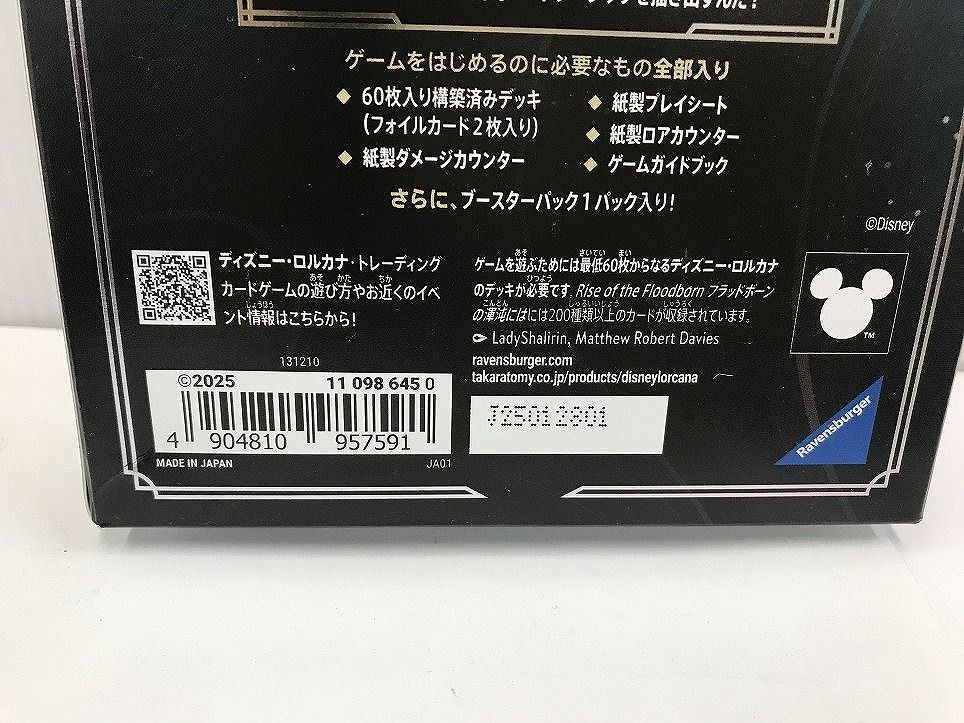 ゲームをはじめるのに必要なもの全部入り
◆ 60枚入り構築済みデッキ
(フォイルカード2枚入り)
◆ 紙製ダメージカウンター
◆ 紙製プレイシート
◆ 紙製ロアカウンター
◆ ゲームガイドブック
さらに、ブースターパック1パック入り!
©Disney
ディズニー・ロルカナ・トレーディング
カードゲームの遊び方やお近くのイベ
ント情報はこちらから!
ゲームを遊ぶためには最低60枚からなるディズニー・ロルカナ
のデッキが必要です。Rise of the Floodborn フラッドボーン
の渾沌にはには200種類以上のカードが収録されています。
LadyShalirin, Matthew Robert Davies
ravensburger.com
takaratomy.co.jp/products/disneylorcana
TM
131210
©2025 11 098 645 0
4 904810 957591
MADE IN JAPAN JA01
J2501 2801
Ravensburger